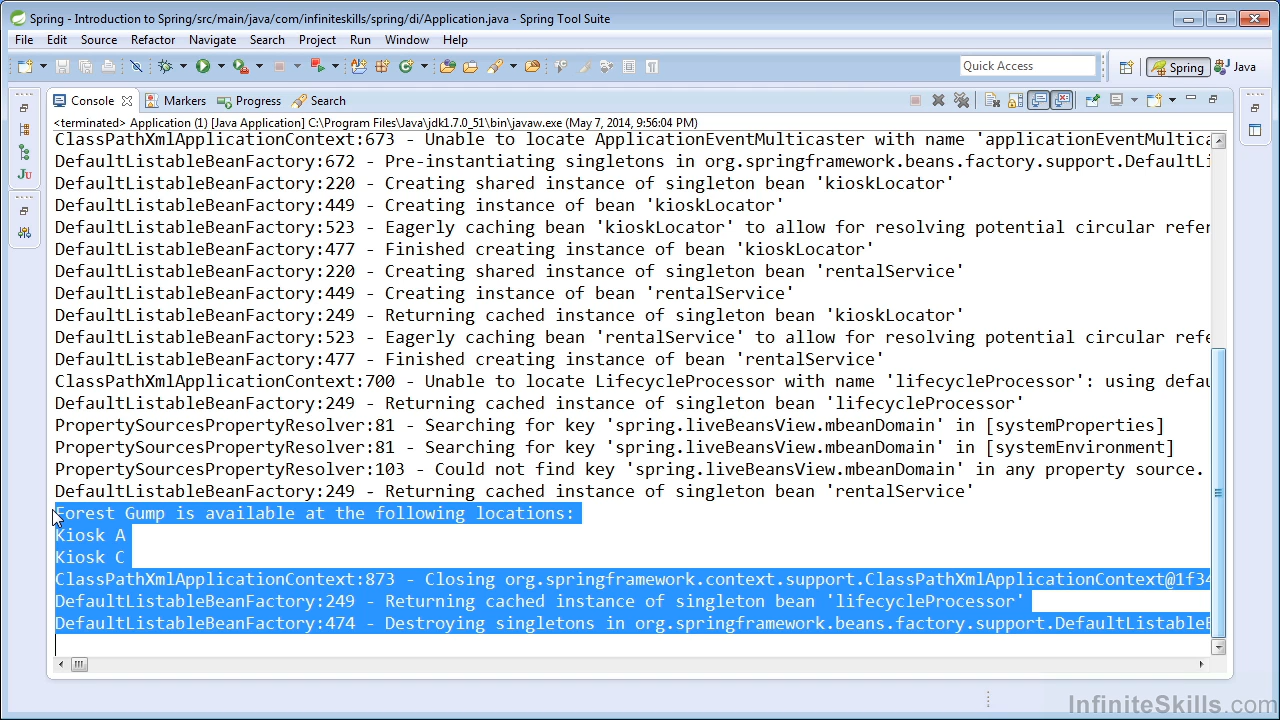 Spring - Introduction to Spring/src/main/java/com/infiniteskills/spring/di/Application.java - Spring Tool Suite
File Edit Source Refactor Navigate Search Project Run Window Help
Quick Access
Spring
Java
Console Markers Progress Search
<terminated> Application (1) [Java Application] C:\Program Files\Java\jdk1.7.0_51\bin\javaw.exe (May 7, 2014, 9:56:04 PM)
ClassPathXmlApplicationContext:673 - Unable to locate ApplicationEventMulticaster with name 'applicationEventMultica
DefaultListableBeanFactory:672 - Pre-instantiating singletons in org.springframework.beans.factory.support.DefaultLi
DefaultListableBeanFactory:220 - Creating shared instance of singleton bean 'kioskLocator'
DefaultListableBeanFactory:449 - Creating instance of bean 'kioskLocator'
DefaultListableBeanFactory:523 - Eagerly caching bean 'kioskLocator' to allow for resolving potential circular refer
DefaultListableBeanFactory:477 - Finished creating instance of bean 'kioskLocator'
DefaultListableBeanFactory:220 - Creating shared instance of singleton bean 'rentalService'
DefaultListableBeanFactory:449 - Creating instance of bean 'rentalService'
DefaultListableBeanFactory:249 - Returning cached instance of singleton bean 'kioskLocator'
DefaultListableBeanFactory:523 - Eagerly caching bean 'rentalService' to allow for resolving potential circular refe
DefaultListableBeanFactory:477 - Finished creating instance of bean 'rentalService'
ClassPathXmlApplicationContext:700 - Unable to locate LifecycleProcessor with name 'lifecycleProcessor': using defau
DefaultListableBeanFactory:249 - Returning cached instance of singleton bean 'lifecycleProcessor'
PropertySourcesPropertyResolver:81 - Searching for key 'spring.liveBeansView.mbeanDomain' in [systemProperties]
PropertySourcesPropertyResolver:81 - Searching for key 'spring.liveBeansView.mbeanDomain' in [systemEnvironment]
PropertySourcesPropertyResolver:103 - Could not find key 'spring.liveBeansView.mbeanDomain' in any property source.
DefaultListableBeanFactory:249 - Returning cached instance of singleton bean 'rentalService'
Forest Gump is available at the following locations:
Kiosk A
Kiosk C
ClassPathXmlApplicationContext:873 - Closing org.springframework.context.support.ClassPathXmlApplicationContext@1f34
DefaultListableBeanFactory:249 - Returning cached instance of singleton bean 'lifecycleProcessor'
DefaultListableBeanFactory:474 - Destroying singletons in org.springframework.beans.factory.support.DefaultListableB
InfiniteSkills.com